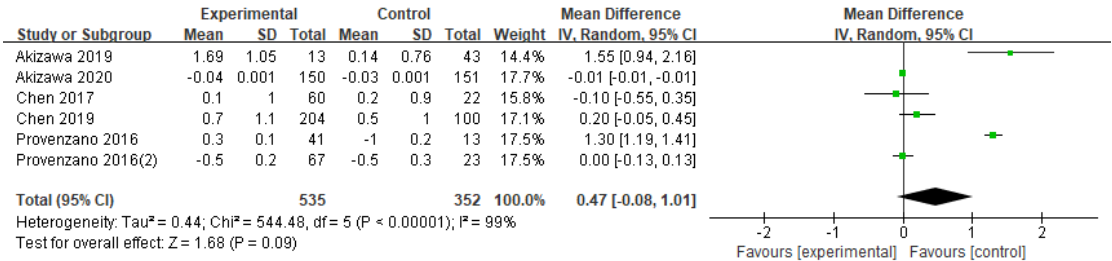 Experimental Control Mean Difference Mean Difference
Study or Subgroup Mean SD Total Mean SD Total Weight IV, Random, 95% CI IV, Random, 95% CI
Akizawa 2019 1.69 1.05 13 0.14 0.76 43 14.4% 1.55 [0.94, 2.16]
Akizawa 2020 -0.04 0.001 150 -0.03 0.001 151 17.7% -0.01 [-0.01, -0.01]
Chen 2017 0.1 1 60 0.2 0.9 22 15.8% -0.10 [-0.55, 0.35]
Chen 2019 0.7 1.1 204 0.5 1 100 17.1% 0.20 [-0.05, 0.45]
Provenzano 2016 0.3 0.1 41 -1 0.2 13 17.5% 1.30 [1.19, 1.41]
Provenzano 2016(2) -0.5 0.2 67 -0.5 0.3 23 17.5% 0.00 [-0.13, 0.13]
Total (95% CI) 535 352 100.0% 0.47 [-0.08, 1.01]
Heterogeneity: Tau² = 0.44; Chi² = 544.48, df = 5 (P < 0.00001); I² = 99%
Test for overall effect: Z = 1.68 (P = 0.09)
-2 -1 0 1 2
Favours [experimental] Favours [control]